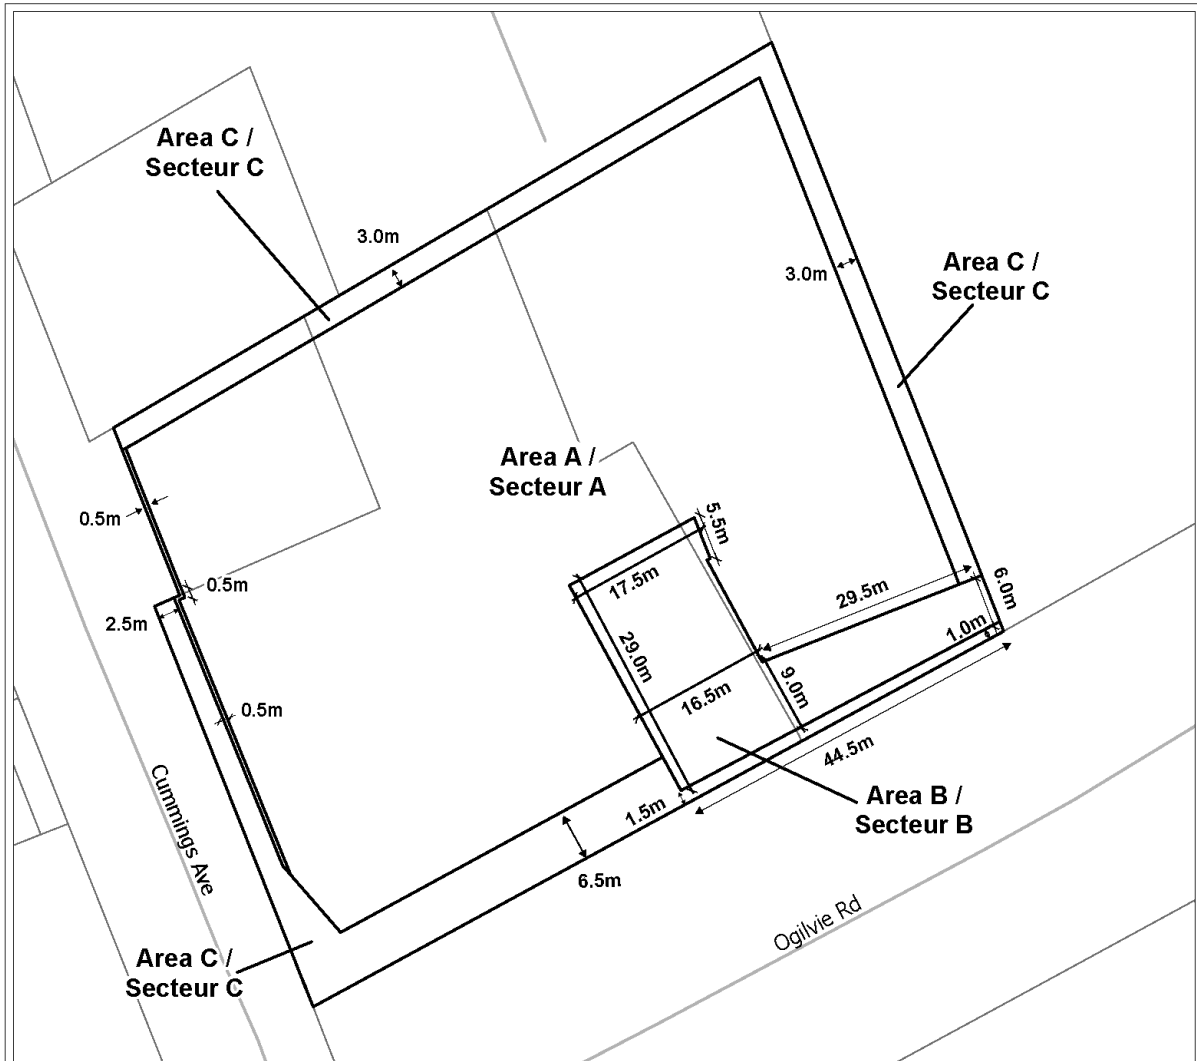 Area C /
Secteur C
3.0m
Area C /
Secteur C
3.0m
Area A /
Secteur A
5.5m
0.5m
17.5m
0.5m
29.5m
6.0m
2.5m
1.0m
29.0m
9.0m
16.5m
0.5m
44.5m
Cummings Ave
Area B /
Secteur B
1.5m
6.5m
Ogilvie Rd
Area C /
Secteur C